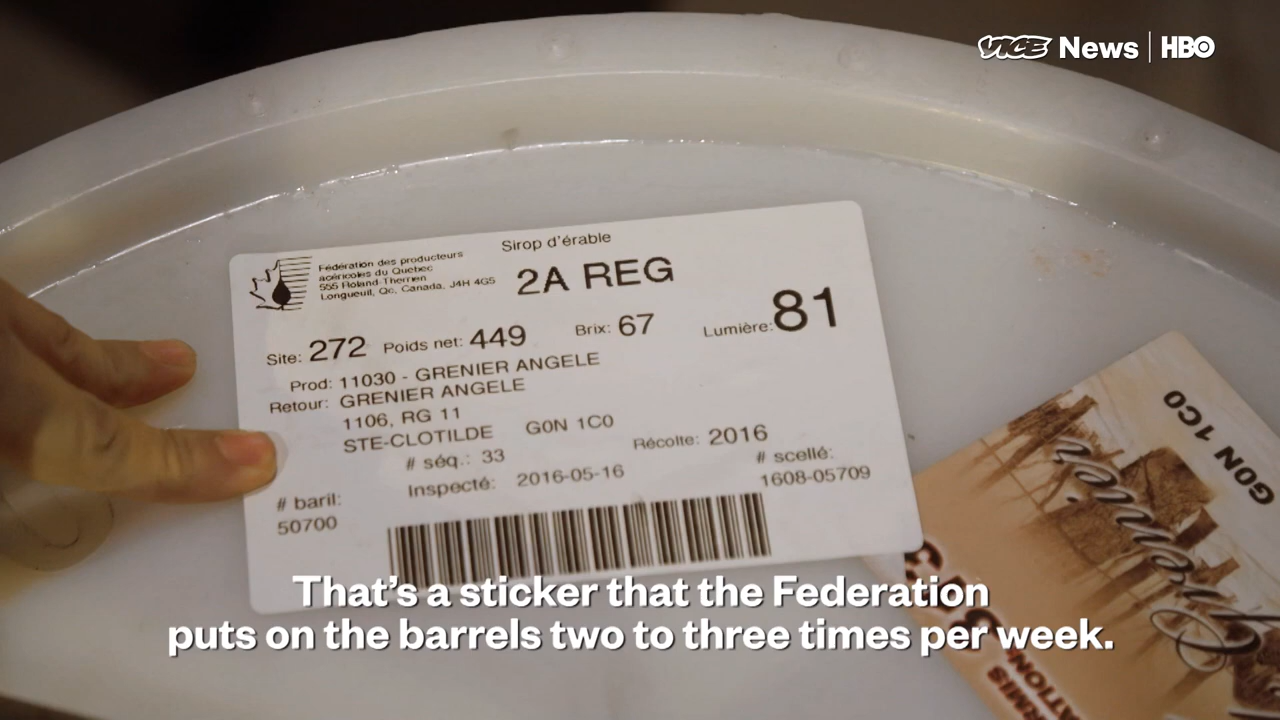 VICE News | HBO
Sirop d'érable
Fédération des producteurs
acéricoles du Québec
555 Roland-Therrien
Longueuil, Qc, Canada, J4H 4G5
2A REG
Site: 272 Poids net: 449 Brix: 67 Lumière: 81
Prod: 11030 - GRENIER ANGELE
Retour: GRENIER ANGELE
1106, RG 11
STE-CLOTILDE G0N 1C0
# séq.: 33 Récolte: 2016
Inspecté: 2016-05-16
# scellé:
1608-05709
# baril:
50700
G0N 1C0
That's a sticker that the Federation
puts on the barrels two to three times per week.